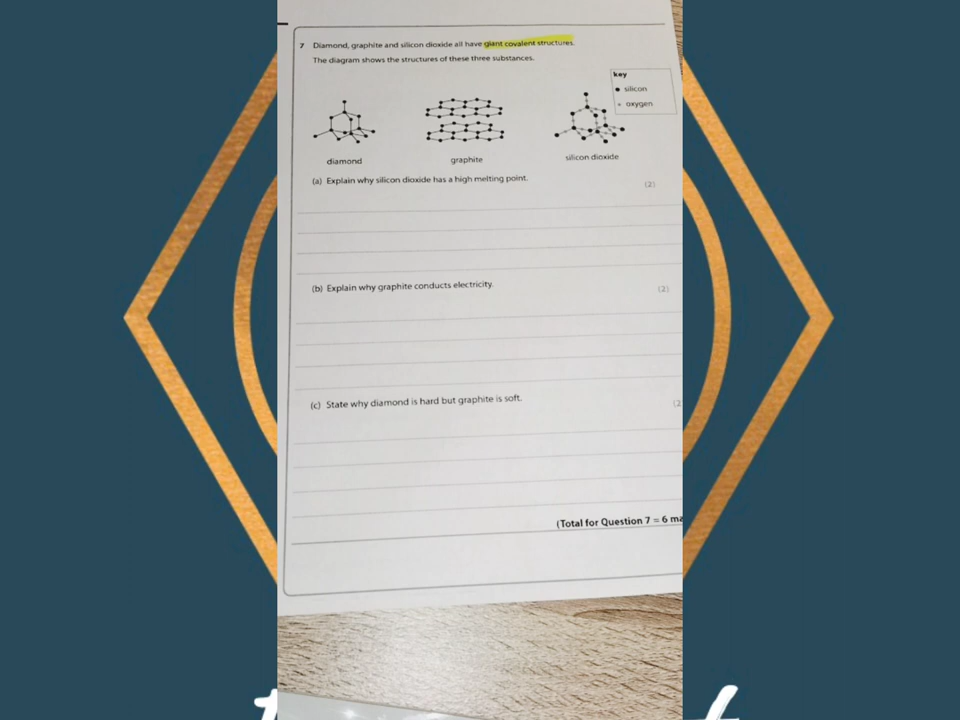 7 Diamond, graphite and silicon dioxide all have giant covalent structures.
The diagram shows the structures of these three substances.
key
silicon
oxygen
diamond
graphite
silicon dioxide
(a) Explain why silicon dioxide has a high melting point.
(2)
(b) Explain why graphite conducts electricity.
(2)
(c) State why diamond is hard but graphite is soft.
(2
(Total for Question 7 = 6 ma